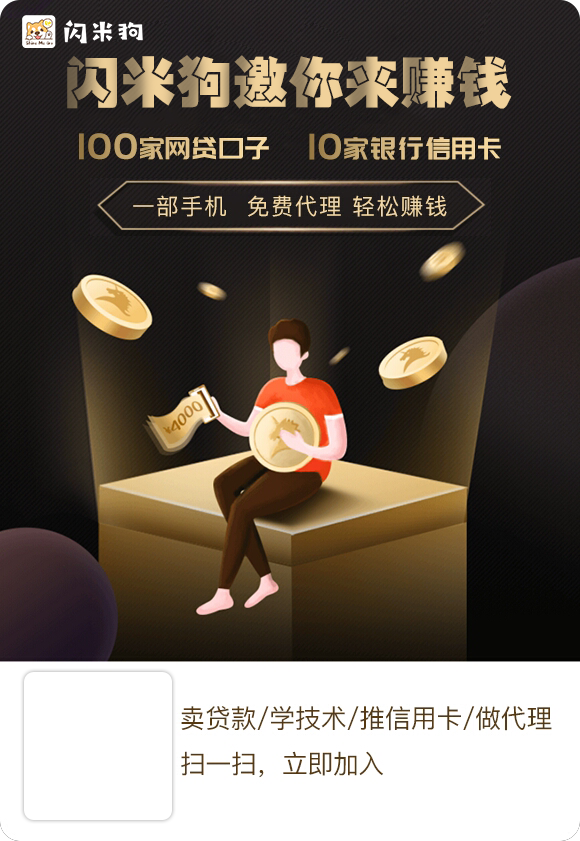 闪米狗
闪米狗邀你来赚钱
100家网贷口子 10家银行信用卡
一部手机 免费代理 轻松赚钱
¥4000
卖贷款/学技术/推信用卡/做代理
扫一扫，立即加入